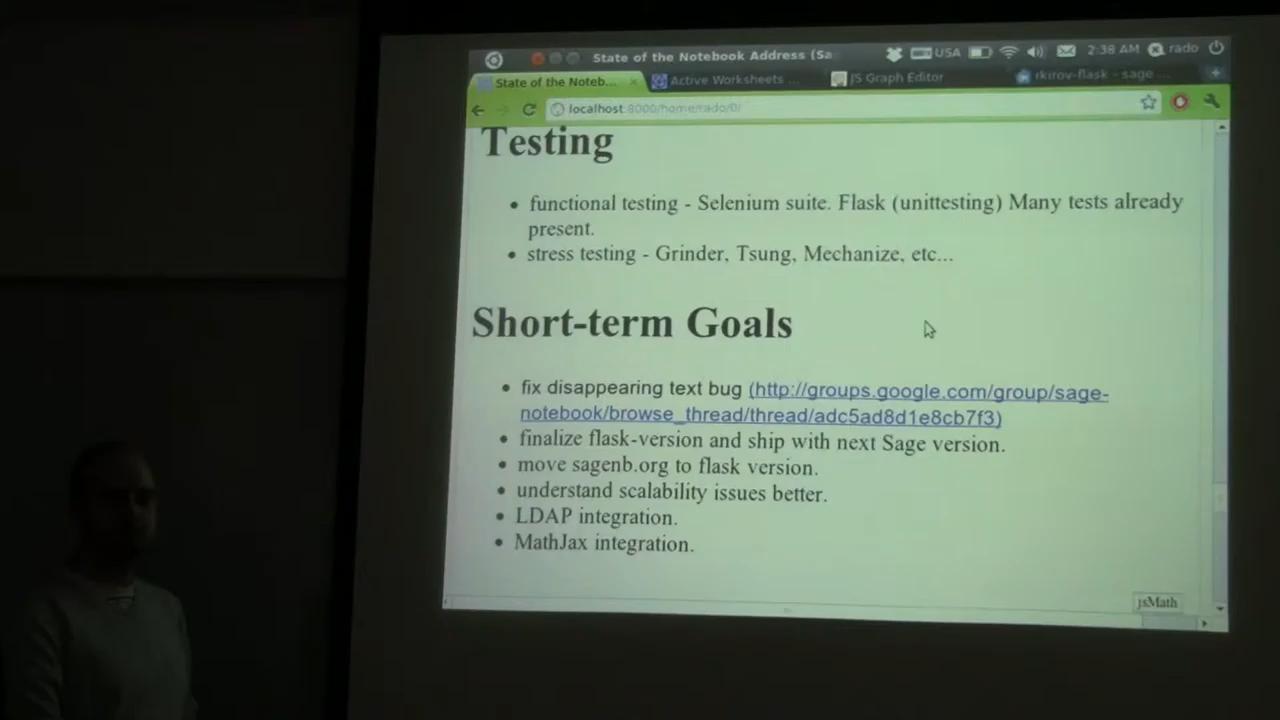 State of the Notebook Address (Sa
USA
2:38 AM
rado
State of the Noteb...
Active Worksheets ...
JS Graph Editor
rkirov-flask - sage ...
localhost:8000/home/rado/0/
Testing
• functional testing - Selenium suite. Flask (unittesting) Many tests already
present.
• stress testing - Grinder, Tsung, Mechanize, etc...
Short-term Goals
• fix disappearing text bug (http://groups.google.com/group/sage-
notebook/browse_thread/thread/adc5ad8d1e8cb7f3)
• finalize flask-version and ship with next Sage version.
• move sagenb.org to flask version.
• understand scalability issues better.
• LDAP integration.
• MathJax integration.
jsMath